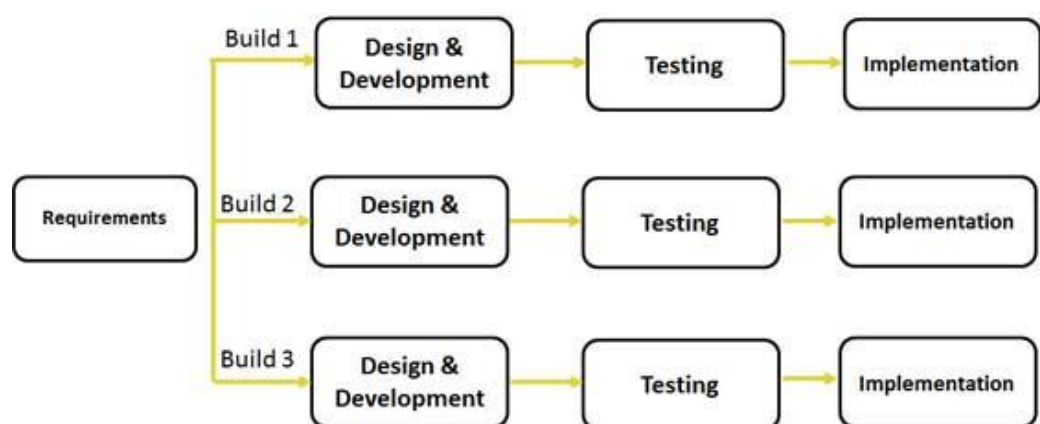 Build 1
Design &
Development
Testing
Implementation
Requirements
Build 2
Design &
Development
Testing
Implementation
Build 3
Design &
Development
Testing
Implementation